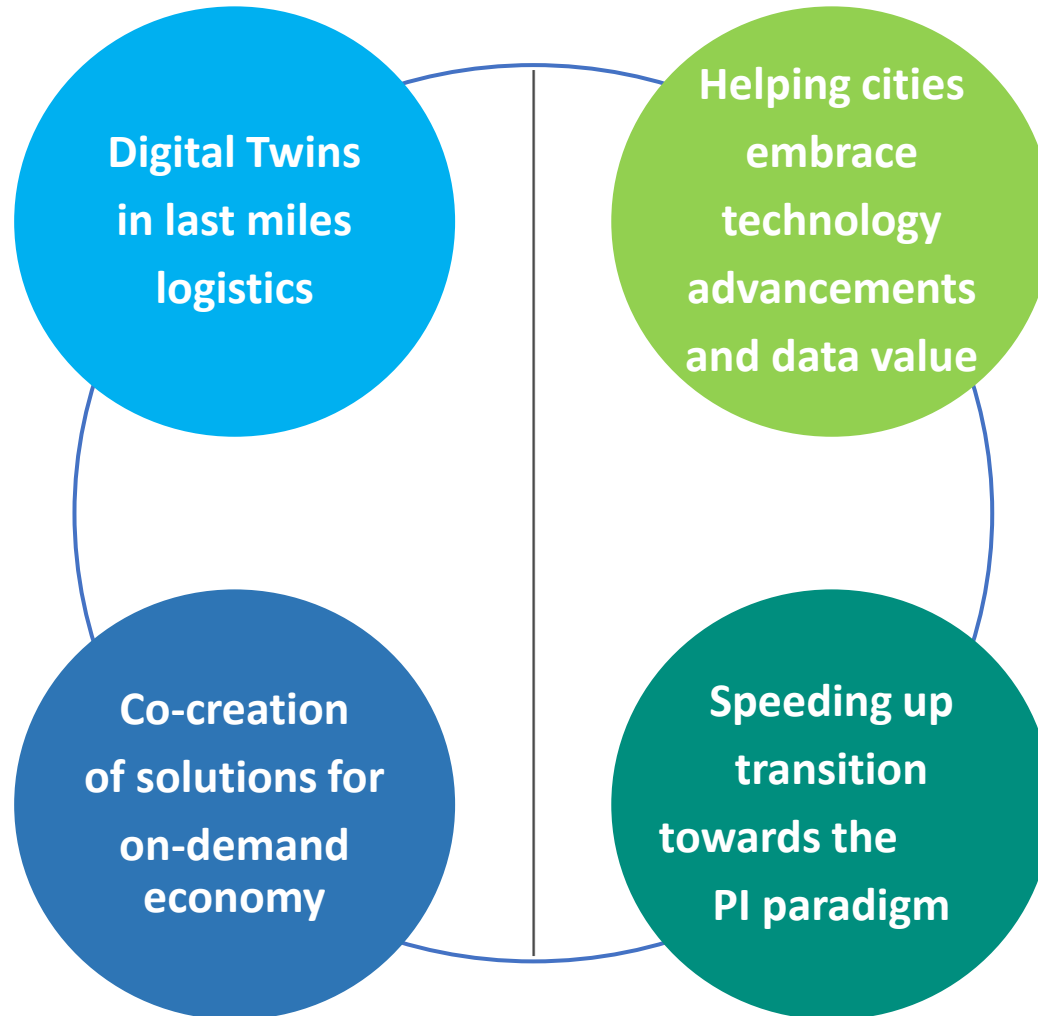 Digital Twins
in last miles
logistics
Helping cities
embrace
technology
advancements
and data value
Co-creation
of solutions for
on-demand
economy
Speeding up
transition
towards the
PI paradigm